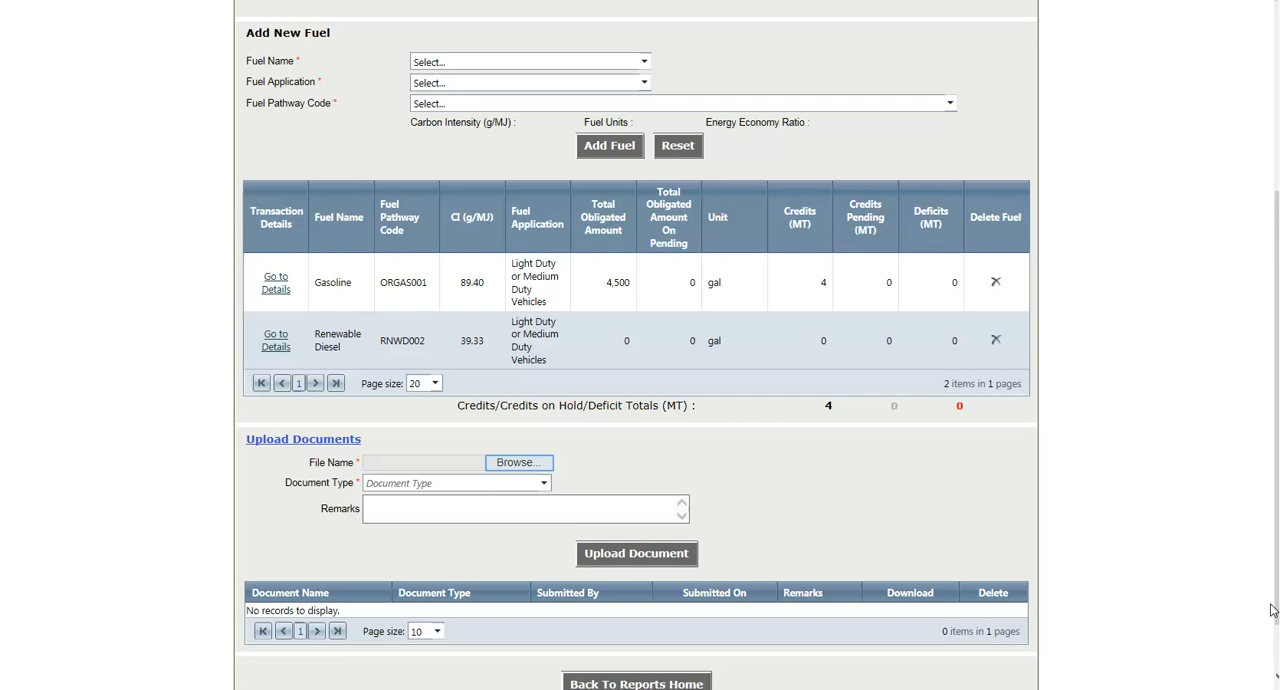 Add New Fuel
Fuel Name * Select...
Fuel Application * Select...
Fuel Pathway Code * Select...
Carbon Intensity (g/MJ) : Fuel Units : Energy Economy Ratio :
Add Fuel Reset
Transaction Details Fuel Name Fuel Pathway Code CI (g/MJ) Fuel Application Total Obligated Amount Total Obligated Amount On Pending Unit Credits (MT) Credits Pending (MT) Deficits (MT) Delete Fuel
Go to Details Gasoline ORGAS001 89.40 Light Duty or Medium Duty Vehicles 4,500 0 gal 4 0 0
Go to Details Renewable Diesel RNWD002 39.33 Light Duty or Medium Duty Vehicles 0 0 gal 0 0 0
1 Page size: 20 2 items in 1 pages
Credits/Credits on Hold/Deficit Totals (MT) : 4 0 0
Upload Documents
File Name * Browse...
Document Type * Document Type
Remarks
Upload Document
Document Name Document Type Submitted By Submitted On Remarks Download Delete
No records to display.
1 Page size: 10 0 items in 1 pages
Back To Reports Home